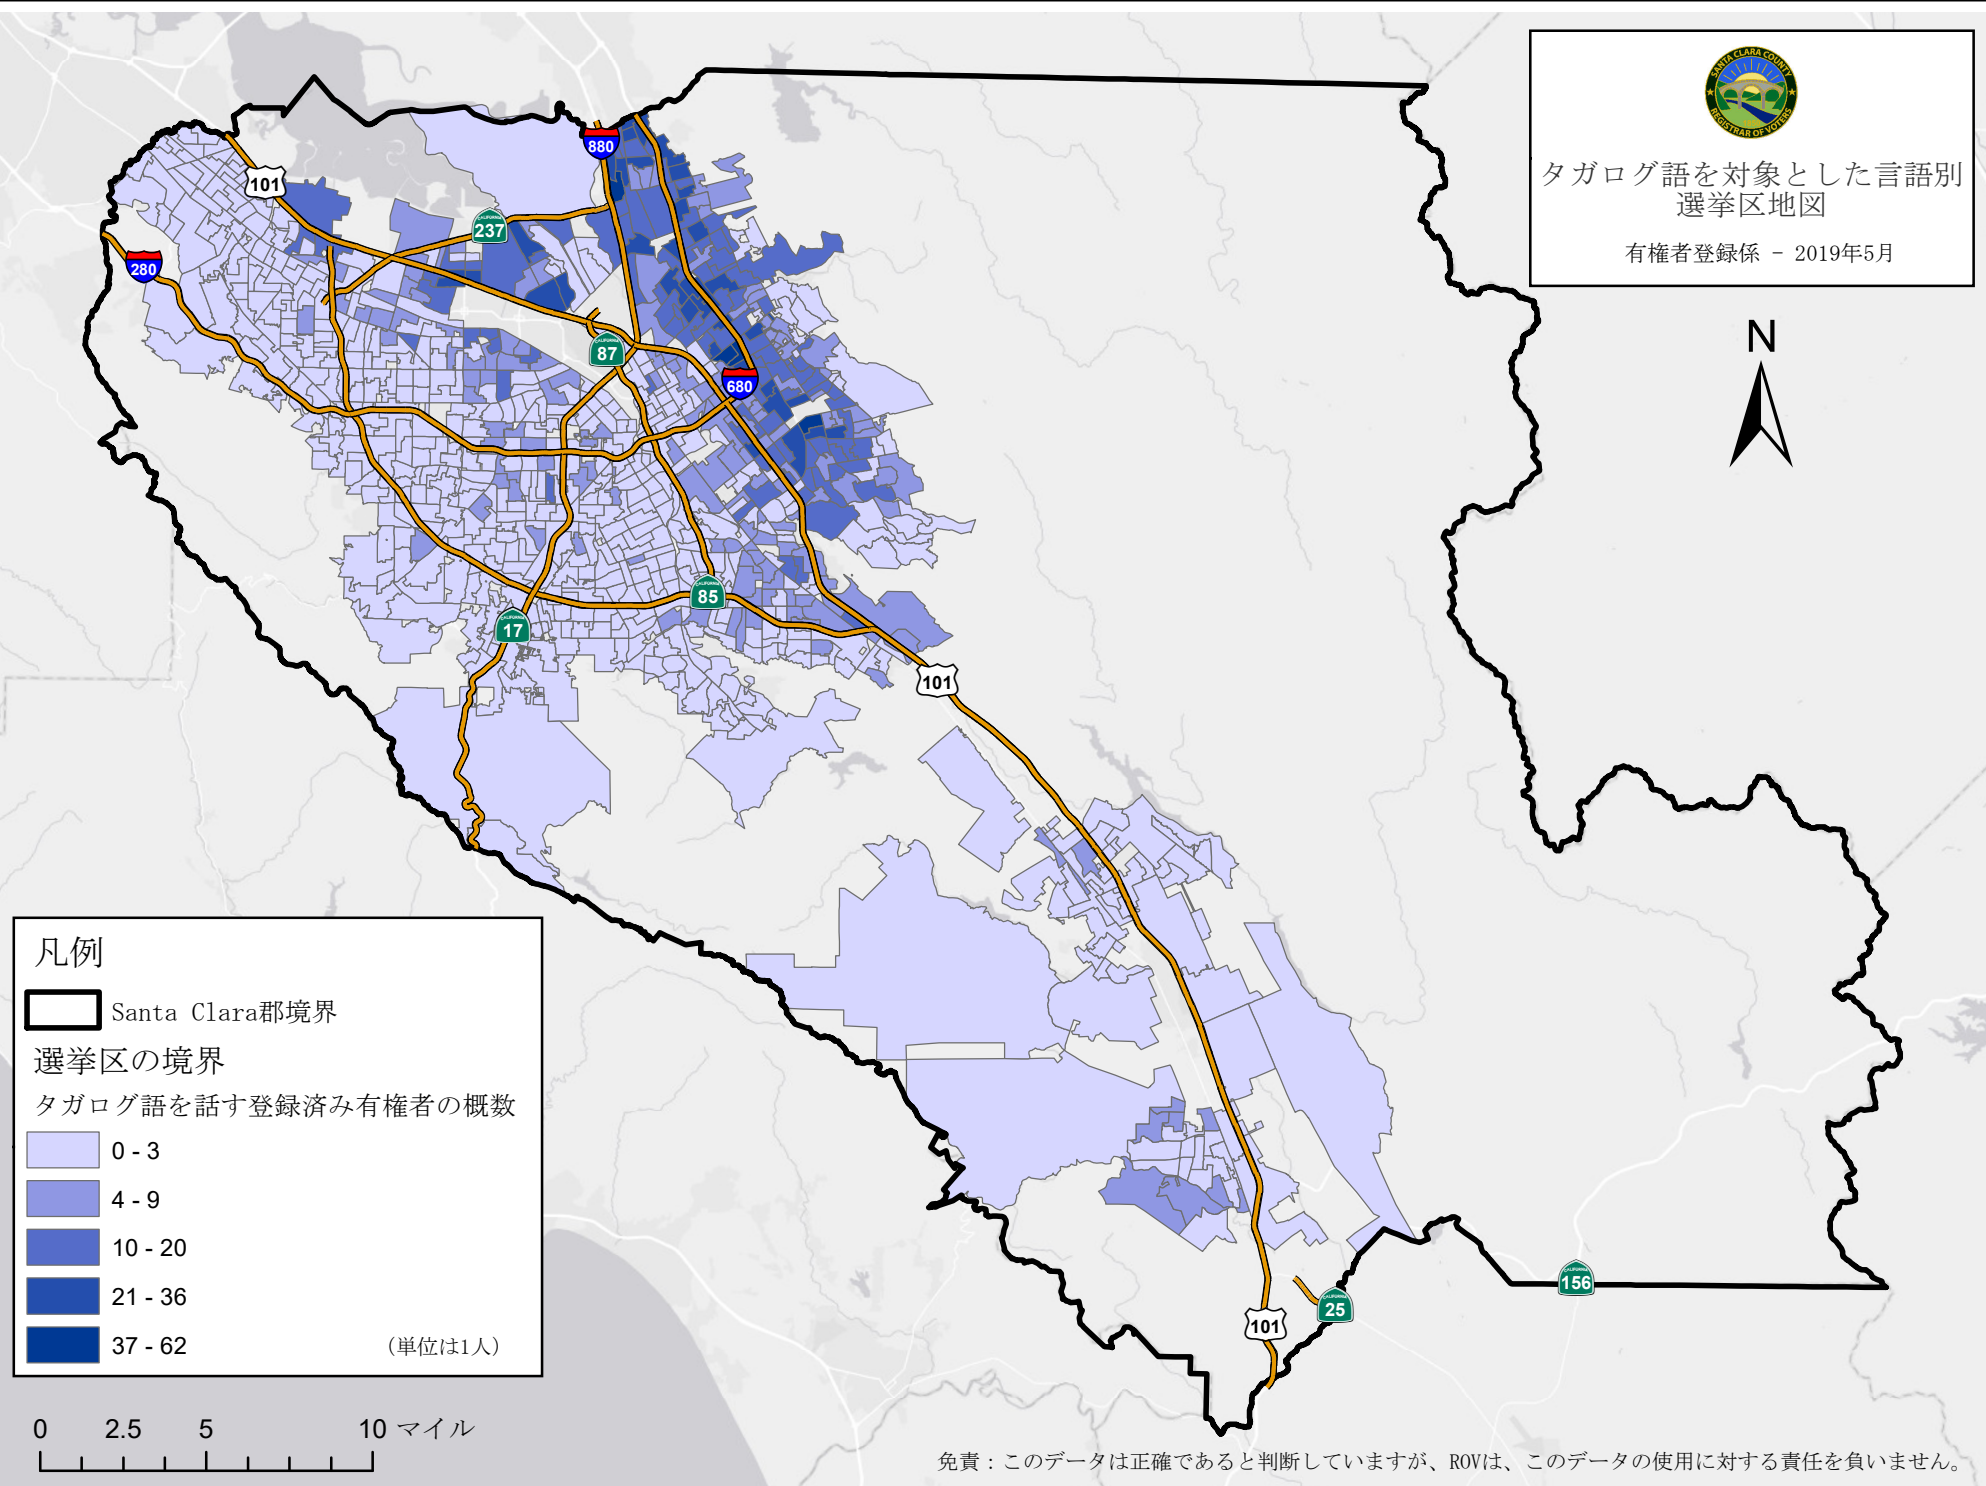 SANTA CLARA COUNTY
REGISTRAR OF VOTERS
タガログ語を対象とした言語別
選挙区地図
有権者登録係 - 2019年5月
N
880
101
237
280
87
680
85
17
101
156
25
101
凡例
Santa Clara郡境界
選挙区の境界
タガログ語を話す登録済み有権者の概数
0 - 3
4 - 9
10 - 20
21 - 36
37 - 62
(単位は1人)
0 2.5 5 10 マイル
免責：このデータは正確であると判断していますが、ROVは、このデータの使用に対する責任を負いません。